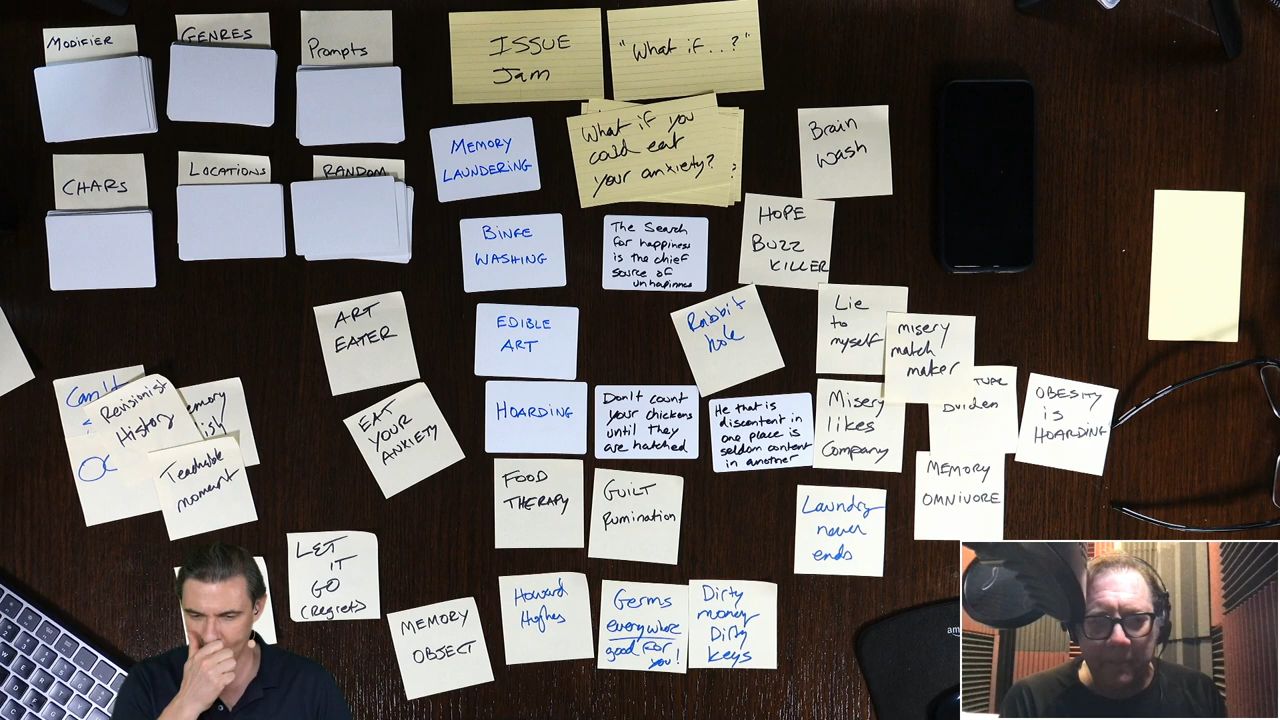 MODIFIER
GENRES
Prompts
CHARS
LOCATIONS
RANDOM
ISSUE
Jam
"What if..?"
What if you
could eat
your anxiety?
?
MEMORY
LAUNDERING
Brain
Wash
BINGE
WASHING
The Search
for happiness
is the chief
source of
unhappiness
HOPE
BUZZ
KILLER
ART
EATER
EDIBLE
ART
Rabbit
hole
Lie
to
myself
misery
match
maker
Can't
Revisionist
History
OC
Teachable
moment
EAT
YOUR
ANXIETY
HOARDING
Don't count
your chickens
until they
are hatched
He that is
discontent in
one place is
seldom content
in another
Misery
likes
Company
OBESITY
IS
HOARDING
FOOD
THERAPY
GUILT
Rumination
Laundry
never
ends
MEMORY
OMNIVORE
LET
IT
GO
(regrets)
MEMORY
OBJECT
Howard
Hughes
Germs
everywhere
good for
you!
Dirty
money
Dirty
keys
am